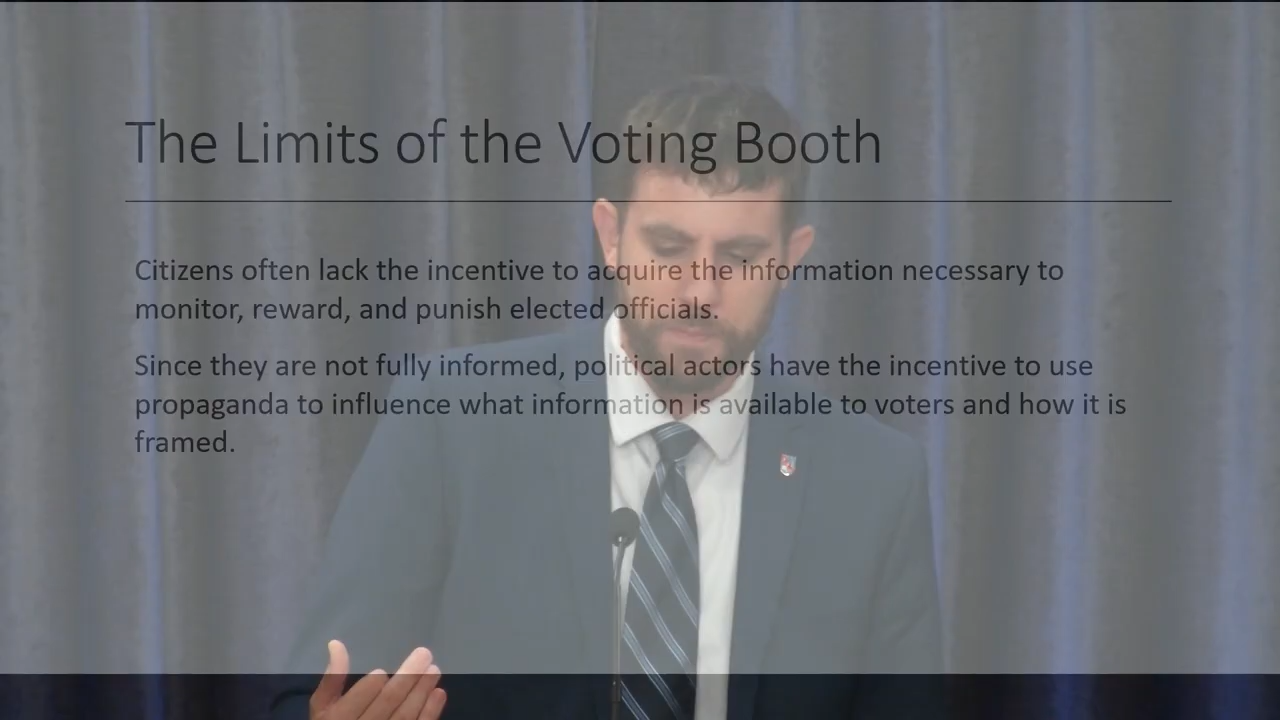 The Limits of the Voting Booth
Citizens often lack the incentive to acquire the information necessary to
monitor, reward, and punish elected officials.
Since they are not fully informed, political actors have the incentive to use
propaganda to influence what information is available to voters and how it is
framed.